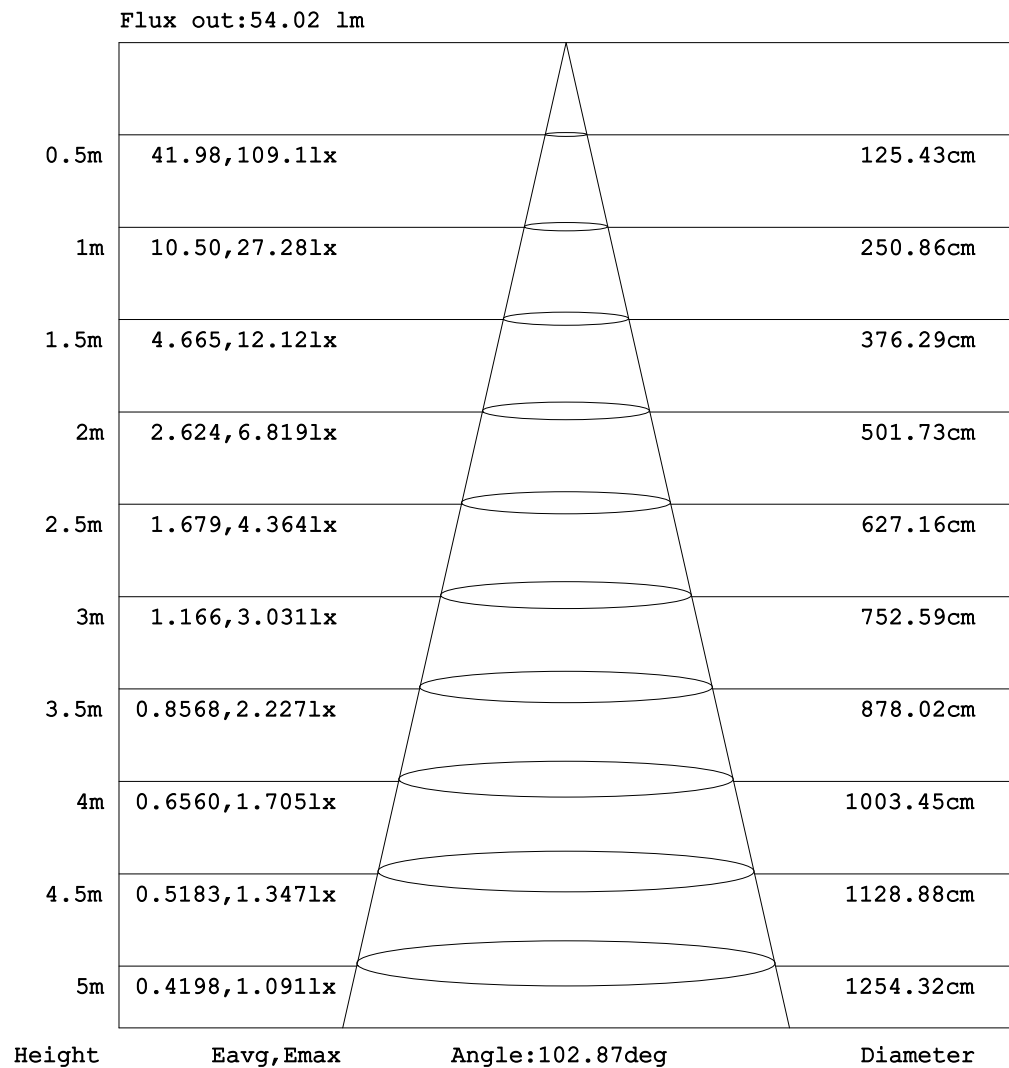 Flux out:54.02 lm
0.5m 41.98,109.1lx 125.43cm
1m 10.50,27.28lx 250.86cm
1.5m 4.665,12.12lx 376.29cm
2m 2.624,6.819lx 501.73cm
2.5m 1.679,4.364lx 627.16cm
3m 1.166,3.031lx 752.59cm
3.5m 0.8568,2.227lx 878.02cm
4m 0.6560,1.705lx 1003.45cm
4.5m 0.5183,1.347lx 1128.88cm
5m 0.4198,1.091lx 1254.32cm
Height Eavg,Emax Angle:102.87deg Diameter